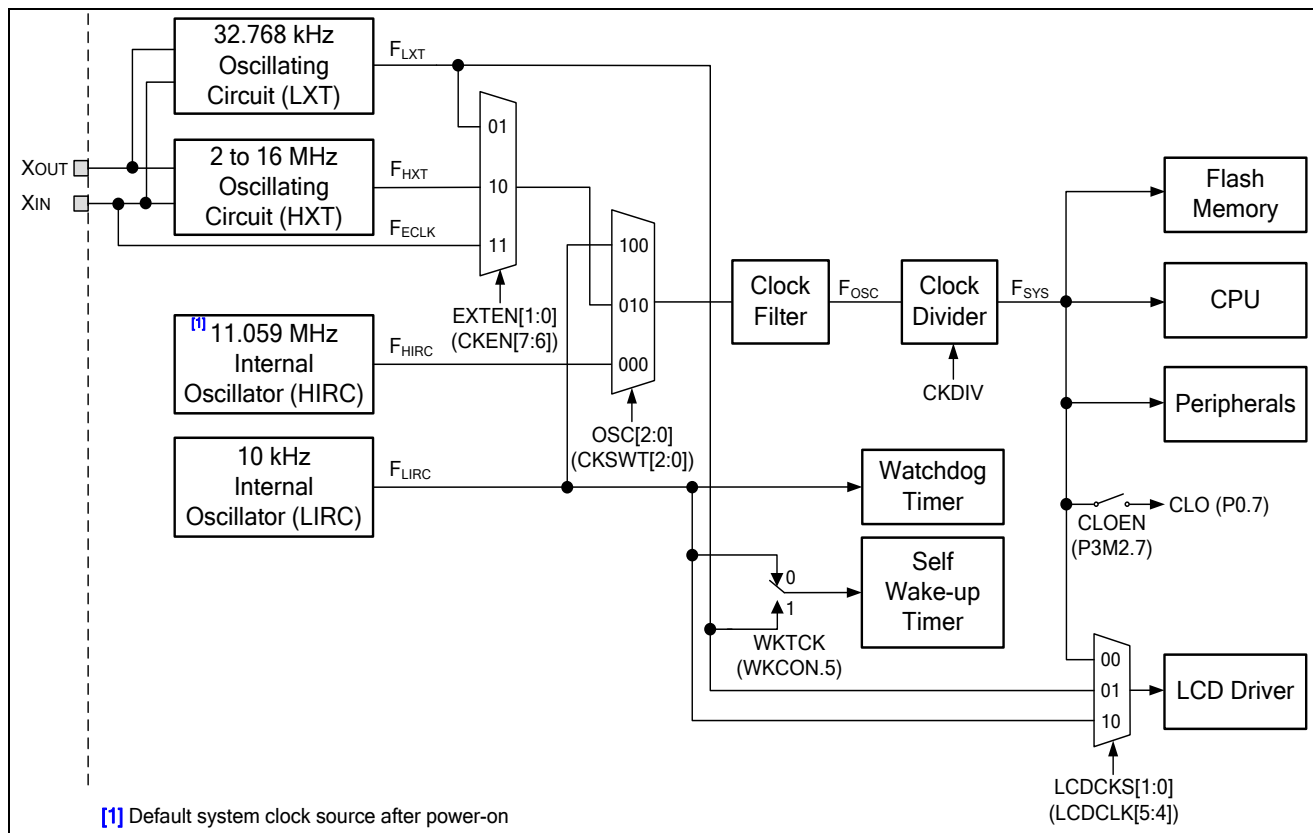 32.768 kHz
Oscillating
Circuit (LXT)
FLXT
01
XOUT
XIN
2 to 16 MHz
Oscillating
Circuit (HXT)
FHXT
10
FECLK
11
EXTEN[1:0]
(CKEN[7:6])
[1] 11.059 MHz
Internal
Oscillator (HIRC)
FHIRC
100
010
000
OSC[2:0]
(CKSWT[2:0])
10 kHz
Internal
Oscillator (LIRC)
FLIRC
Clock
Filter
FOSC
Clock
Divider
FSYS
CKDIV
Flash
Memory
CPU
Peripherals
CLOEN
(P3M2.7)
CLO (P0.7)
Watchdog
Timer
0
1
WKTCK
(WKCON.5)
Self
Wake-up
Timer
00
01
10
LCD Driver
LCDCKS[1:0]
(LCDCLK[5:4])
[1] Default system clock source after power-on